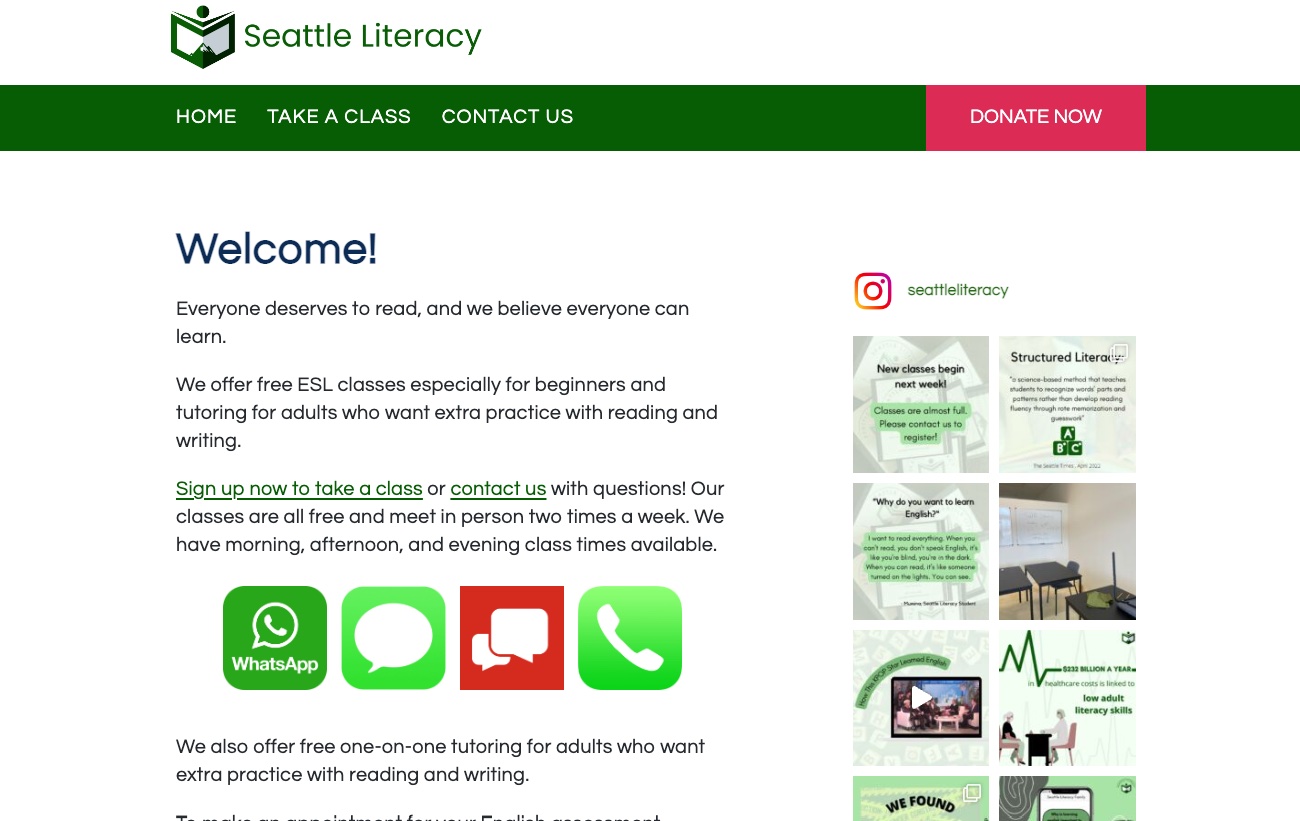 Seattle Literacy
HOME TAKE A CLASS CONTACT US DONATE NOW
Welcome!
Everyone deserves to read, and we believe everyone can
learn.
We offer free ESL classes especially for beginners and
tutoring for adults who want extra practice with reading and
writing.
Sign up now to take a class or contact us with questions! Our
classes are all free and meet in person two times a week. We
have morning, afternoon, and evening class times available.
WhatsApp
We also offer free one-on-one tutoring for adults who want
extra practice with reading and writing.
To make an appointment for your English assessment
seattleliteracy
New classes begin
next week!
Classes are almost full.
Please contact us to
register!
Structured Literacy
"a science-based method that teaches
students to recognize words' parts and
patterns rather than develop reading
fluency through rote memorization and
guesswork"
A
B C
The Seattle Times, April 2022
"Why do you want to learn
English?"
I want to read everything. When you
can't read, you don't speak English, it's
like you're blind, you're in the dark.
When you can read, it's like someone
turned on the lights. You can see.
Seattle Literacy Student
How This KPOP Star Learned English
$232 BILLION A YEAR
in healthcare costs is linked to
low adult
literacy skills
WE FOUND